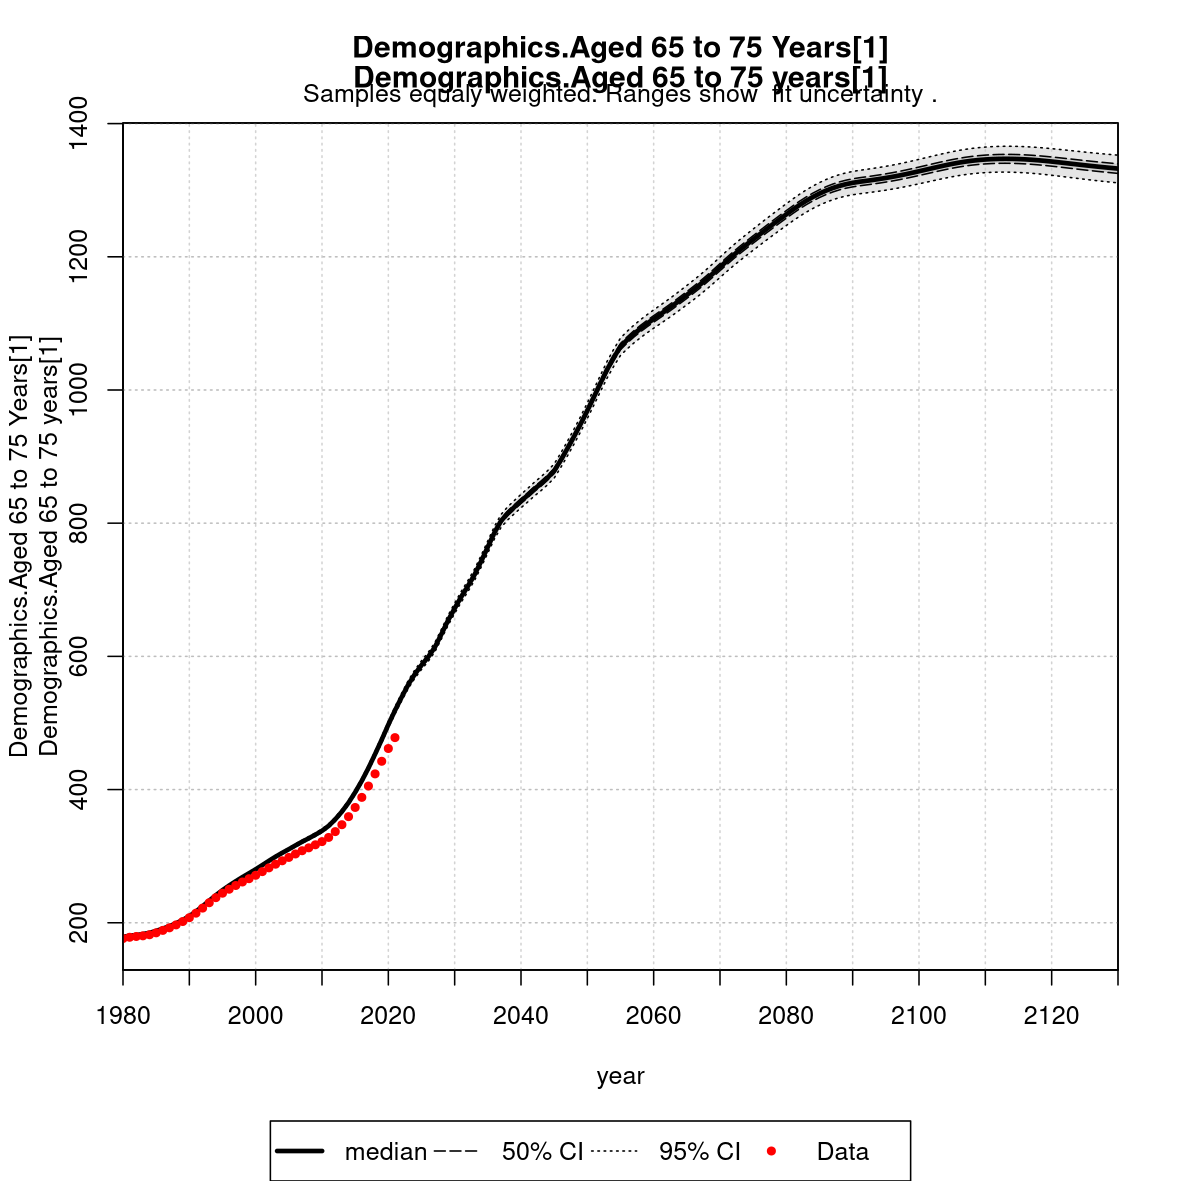 Demographics.Aged 65 to 75 Years[1]
Demographics.Aged 65 to 75 years[1]
Samples equaly weighted. Ranges show fit uncertainty .
Demographics.Aged 65 to 75 Years[1]
Demographics.Aged 65 to 75 years[1]
1400
1200
1000
800
600
400
200
1980 2000 2020 2040 2060 2080 2100 2120
year
median 50% CI 95% CI Data